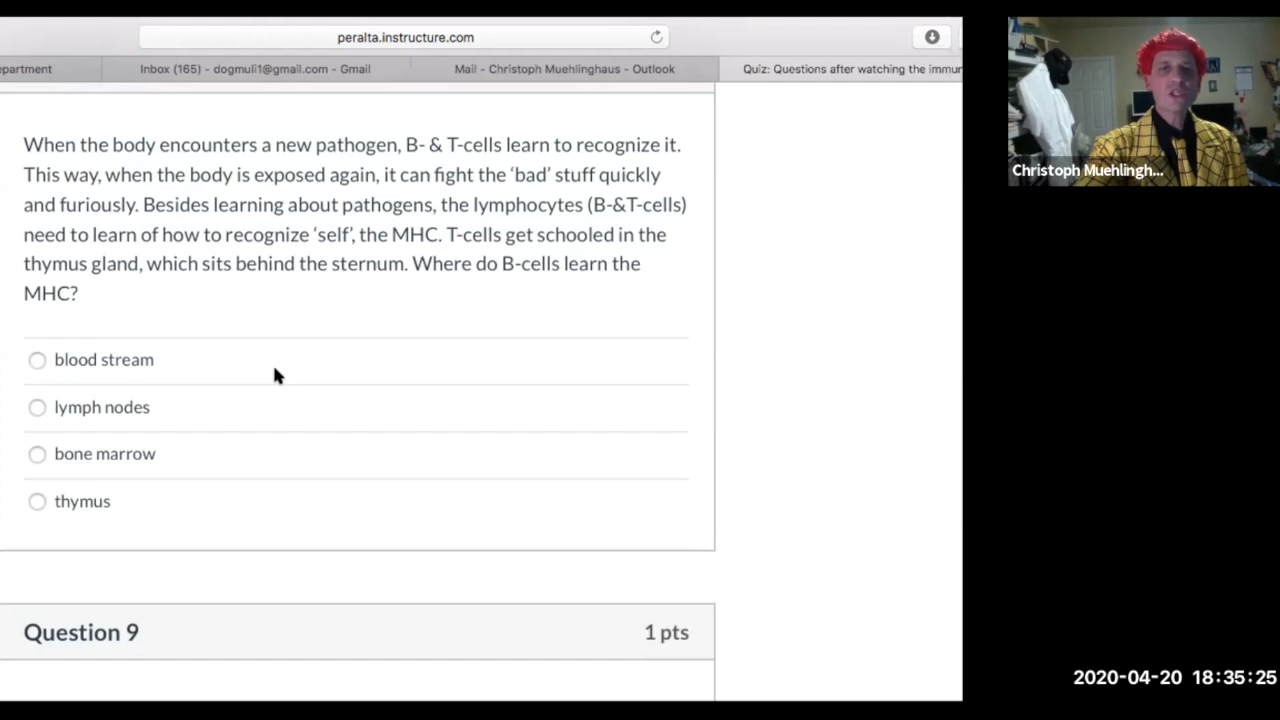 peralta.instructure.com
epartment
Inbox (165) - dogmuli1@gmail.com - Gmail
Mail - Christoph Muehlinghaus - Outlook
Quiz: Questions after watching the immur
When the body encounters a new pathogen, B- & T-cells learn to recognize it.
This way, when the body is exposed again, it can fight the ‘bad’ stuff quickly
and furiously. Besides learning about pathogens, the lymphocytes (B-&T-cells)
need to learn of how to recognize ‘self’, the MHC. T-cells get schooled in the
thymus gland, which sits behind the sternum. Where do B-cells learn the
MHC?
blood stream
lymph nodes
bone marrow
thymus
Question 9
1 pts
Christoph Muehlingh...
2020-04-20 18:35:25